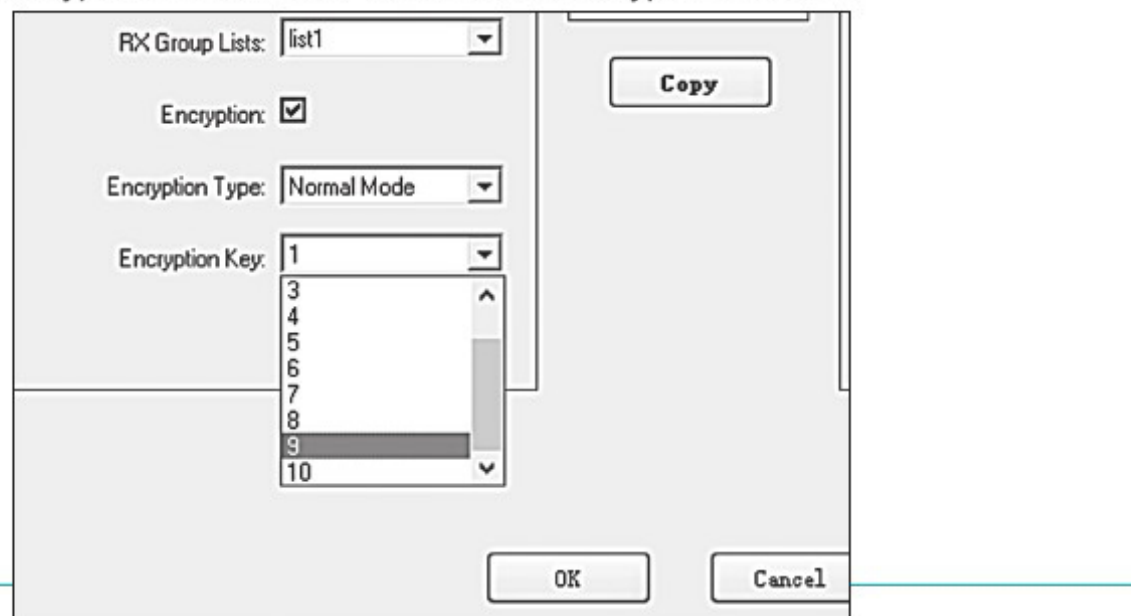 RX Group Lists: list1
Copy
Encryption:
Encryption Type: Normal Mode
Encryption Key: 1
3
4
5
6
7
8
9
10
OK Cancel